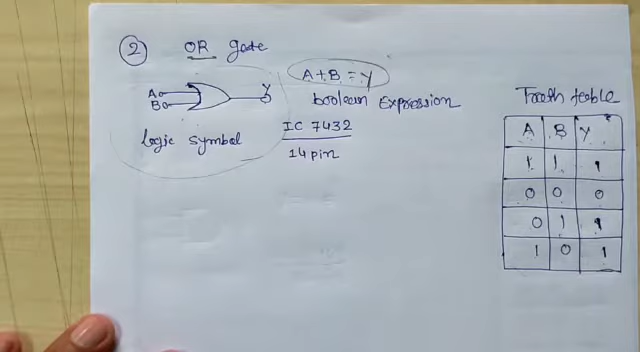 2 OR gate
A
B
Y
A+B=Y
boolean Expression
Logic symbol
IC 7432
14 pin
Truth table
A B Y
1 1 1
0 0 0
0 1 1
1 0 1